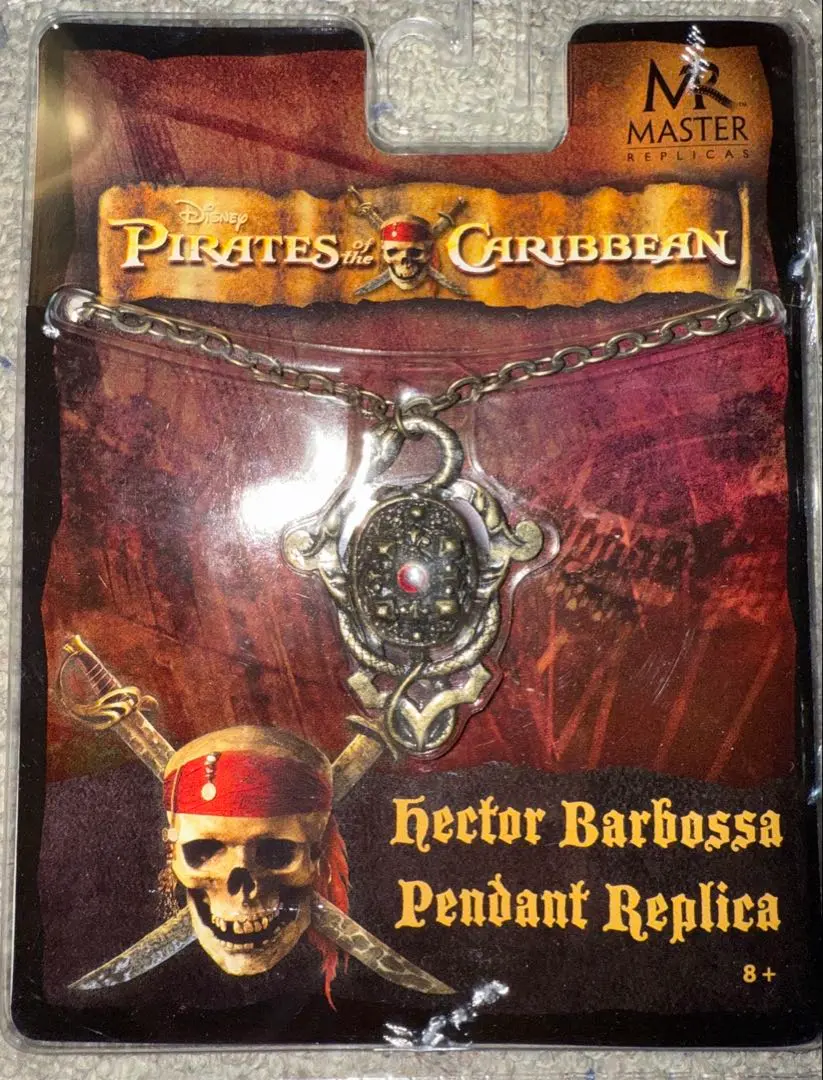 MR
MASTER
REPLICAS
Disney
PIRATES of the CARIBBEAN
Hector Barbossa
Pendant Replica
8+